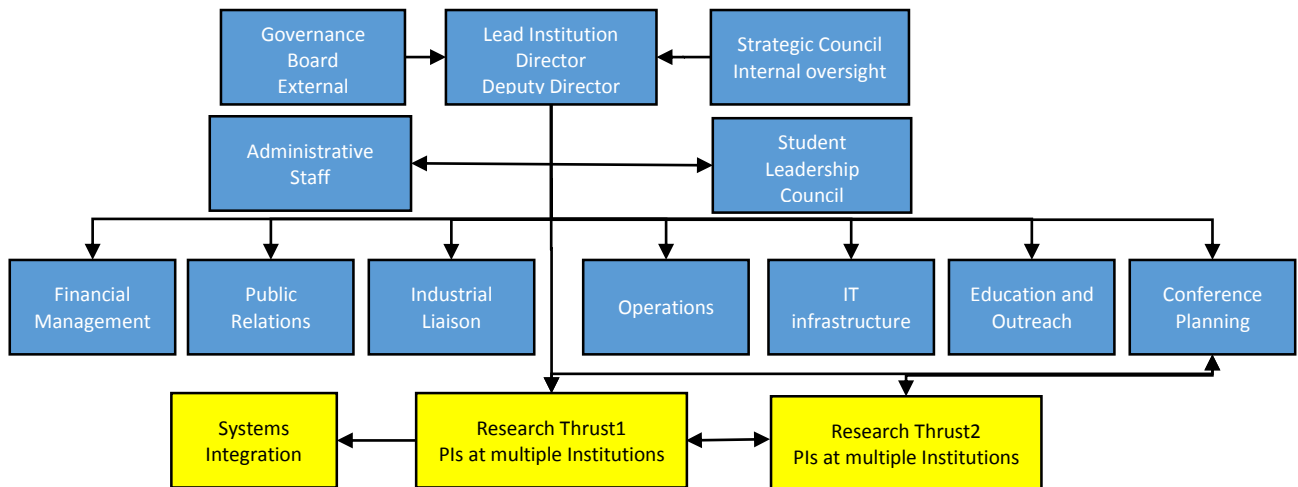 Governance
Board
External
Lead Institution
Director
Deputy Director
Strategic Council
Internal oversight
Administrative
Staff
Student
Leadership
Council
Financial
Management
Public
Relations
Industrial
Liaison
Operations
IT
infrastructure
Education and
Outreach
Conference
Planning
Systems
Integration
Research Thrust1
PIs at multiple Institutions
Research Thrust2
PIs at multiple Institutions